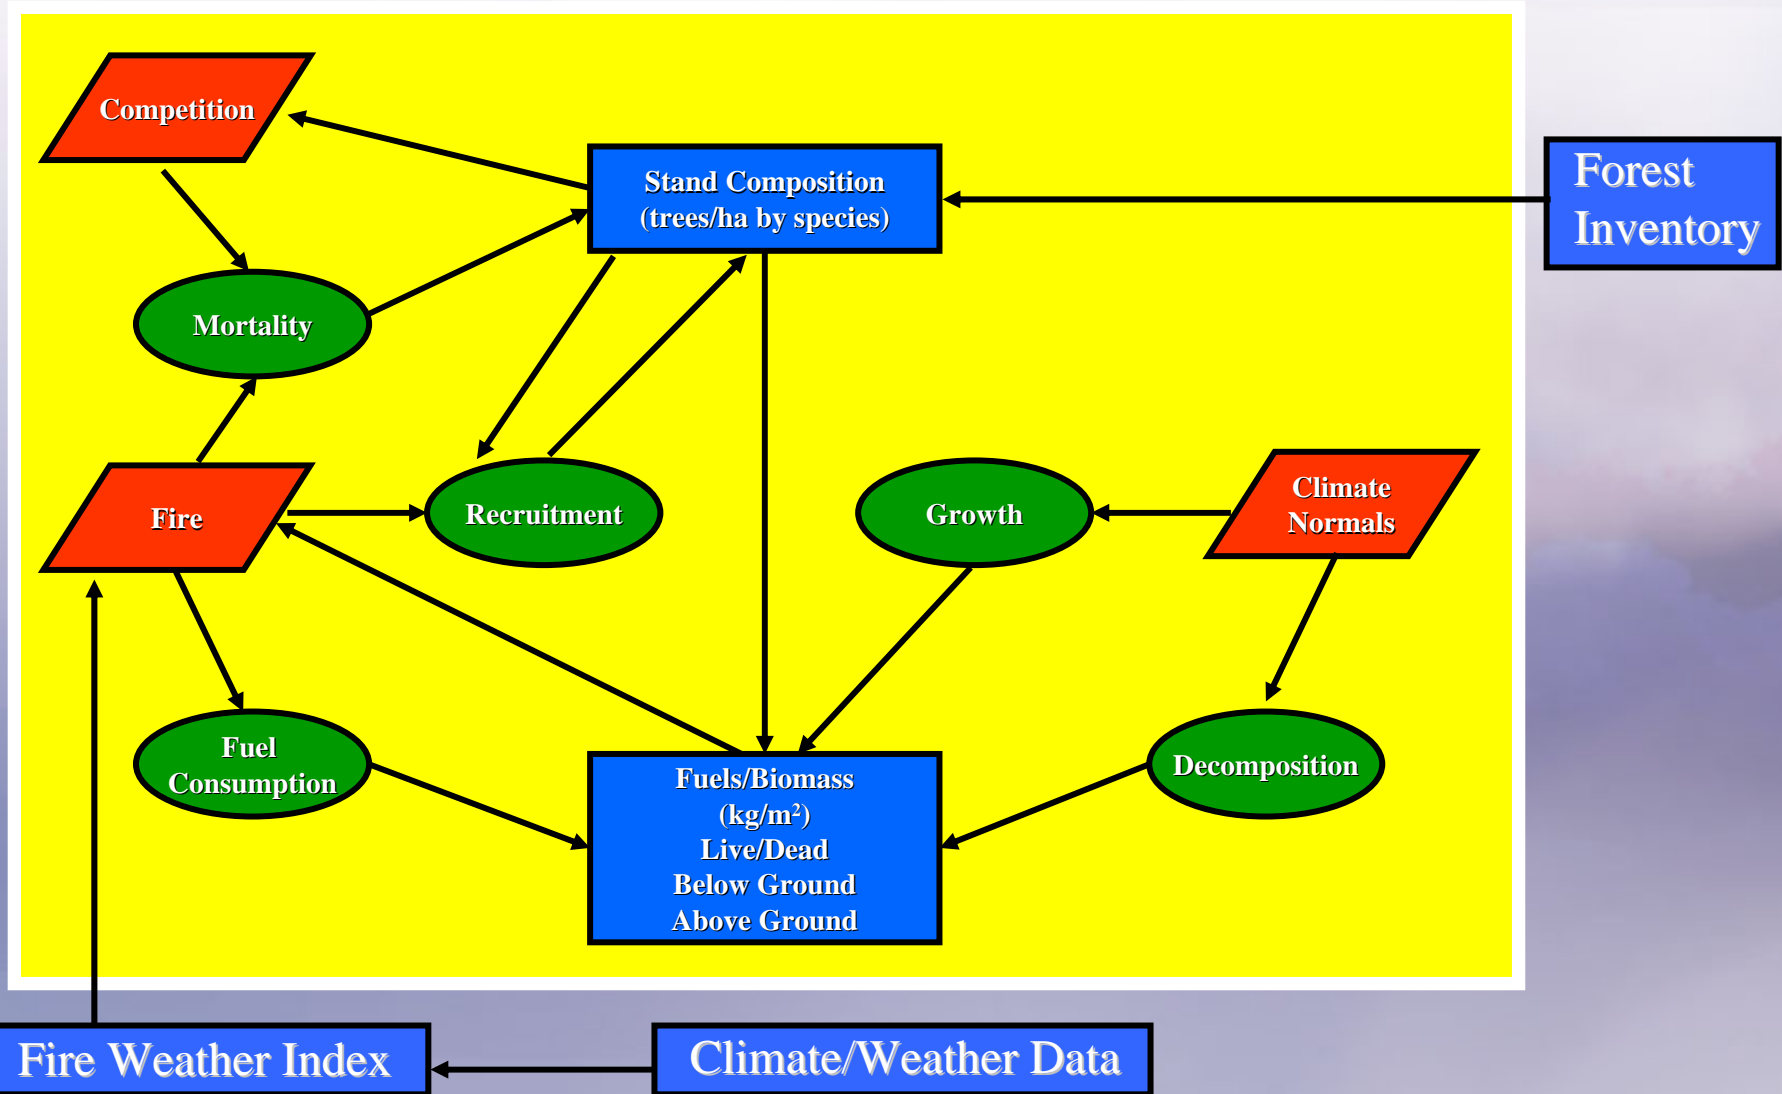 Competition
Stand Composition
(trees/ha by species)
Forest
Inventory
Mortality
Fire
Recruitment
Growth
Climate
Normals
Fuel
Consumption
Fuels/Biomass
(kg/m²)
Live/Dead
Below Ground
Above Ground
Decomposition
Fire Weather Index
Climate/Weather Data